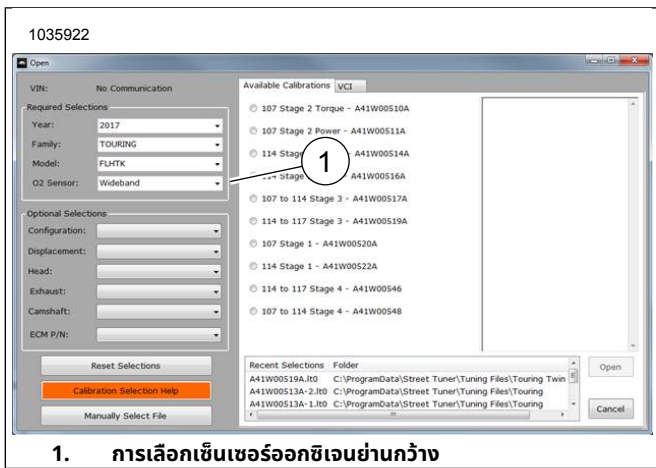 1035922
Open
VIN: No Communication
Required Selections
Year: 2017
Family: TOURING
Model: FLHTK
O2 Sensor: Wideband
Optional Selections
Configuration:
Displacement:
Head:
Exhaust:
Camshaft:
ECM P/N:
Reset Selections
Calibration Selection Help
Manually Select File
Available Calibrations VCI
107 Stage 2 Torque - A41W00510A
107 Stage 2 Power - A41W00511A
114 Stage - A41W00514A
Stage A41W00516A
107 to 114 Stage 3 - A41W00517A
114 to 117 Stage 3 - A41W00519A
107 Stage 1 - A41W00520A
114 Stage 1 - A41W00522A
114 to 117 Stage 4 - A41W00546
107 to 114 Stage 4 - A41W00548
1
Recent Selections Folder
A41W00519A.lt0 C:\ProgramData\Street Tuner\Tuning Files\Touring Twin
A41W00513A-2.lt0 C:\ProgramData\Street Tuner\Tuning Files\Touring
A41W00513A-1.lt0 C:\ProgramData\Street Tuner\Tuning Files\Touring
Open
Cancel
1. การเลือกเซ็นเซอร์ออกซิเจนย่านกว้าง